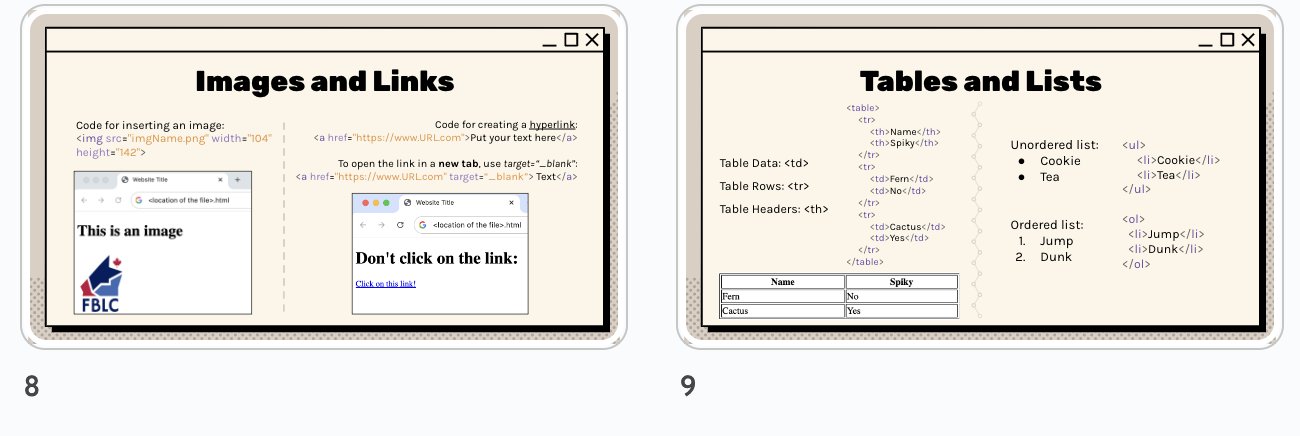 Images and Links
Code for inserting an image:
<img src="imgName.png" width="104"
height="142">
Website Title
<location of the file>.html
This is an image
FBLC
Code for creating a hyperlink:
<a href="https://www.URL.com">Put your text here</a>
To open the link in a new tab, use target="_blank":
<a href="https://www.URL.com" target="_blank"> Text</a>
Website Title
<location of the file>.html
Don't click on the link:
Click on this link!
8
Tables and Lists
Table Data: <td>
Table Rows: <tr>
Table Headers: <th>
<table>
<tr>
<th>Name</th>
<th>Spiky</th>
</tr>
<tr>
<td>Fern</td>
<td>No</td>
</tr>
<tr>
<td>Cactus</td>
<td>Yes</td>
</tr>
</table>
Name Spiky
Fern No
Cactus Yes
Unordered list:
● Cookie
● Tea
<ul>
<li>Cookie</li>
<li>Tea</li>
</ul>
Ordered list:
1. Jump
2. Dunk
<ol>
<li>Jump</li>
<li>Dunk</li>
</ol>
9